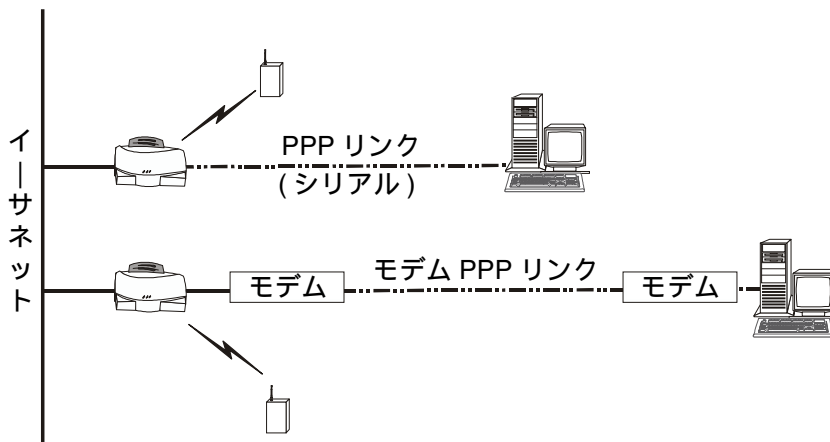 イーサネット
PPP リンク
(シリアル)
モデム
モデム PPP リンク
モデム